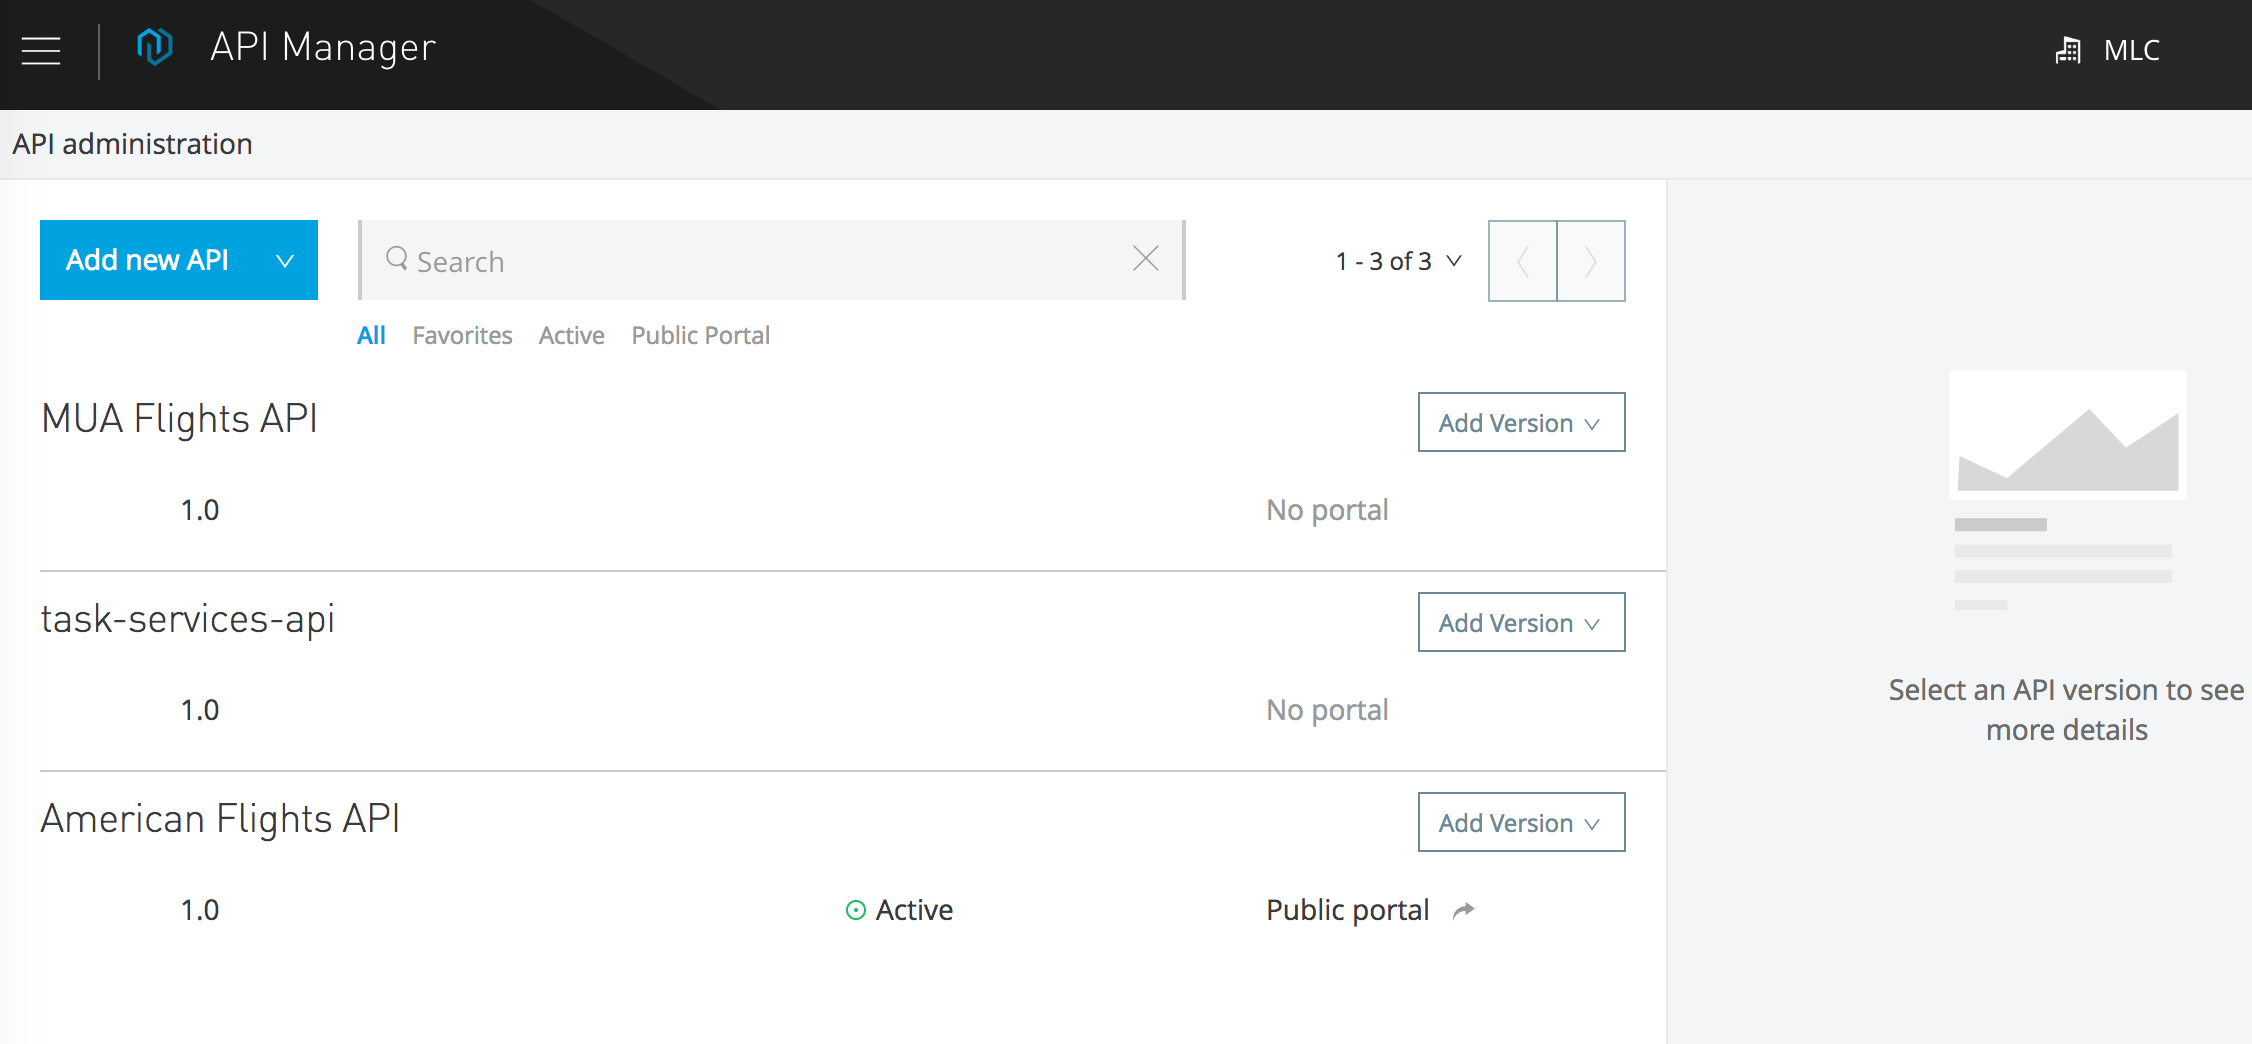 API Manager
MLC
API administration
Add new API
Search
1 - 3 of 3
All Favorites Active Public Portal
MUA Flights API
Add Version
1.0
No portal
task-services-api
Add Version
1.0
No portal
American Flights API
Add Version
1.0
Active
Public portal
Select an API version to see
more details